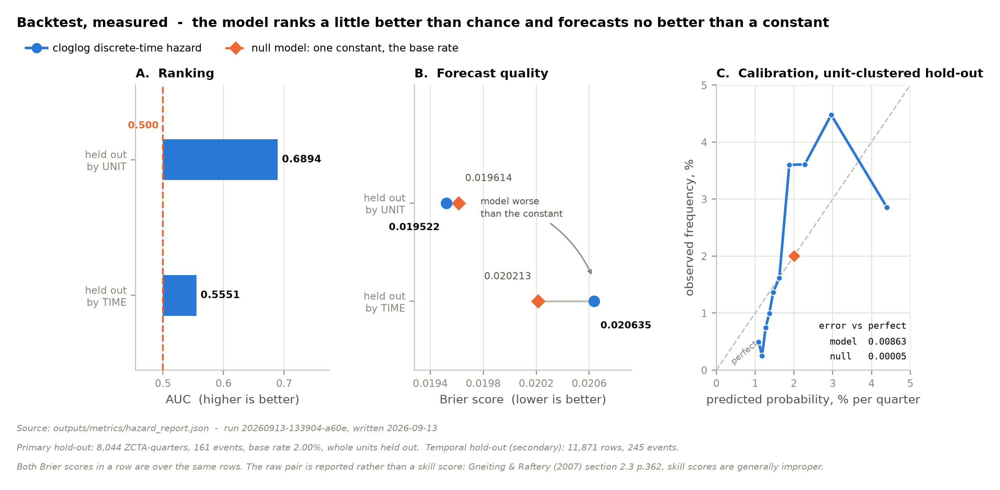 Backtest, measured  -  the model ranks a little better than chance and forecasts no better than a constant
cloglog discrete-time hazard
null model: one constant, the base rate
A.  Ranking
0.500
held out
by UNIT
0.6894
held out
by TIME
0.5551
0.5
0.6
0.7
AUC  (higher is better)
B.  Forecast quality
0.019614
held out
by UNIT
model worse
than the constant
0.019522
0.020213
held out
by TIME
0.020635
0.0194
0.0198
0.0202
0.0206
Brier score  (lower is better)
C.  Calibration, unit-clustered hold-out
5
4
3
2
1
0
observed frequency, %
perfect
error vs perfect
model  0.00863
null   0.00005
0
1
2
3
4
5
predicted probability, % per quarter
Source: outputs/metrics/hazard_report.json  -  run 20260913-133904-a60e, written 2026-09-13
Primary hold-out: 8,044 ZCTA-quarters, 161 events, base rate 2.00%, whole units held out.  Temporal hold-out (secondary): 11,871 rows, 245 events.
Both Brier scores in a row are over the same rows. The raw pair is reported rather than a skill score: Gneiting & Raftery (2007) section 2.3 p.362, skill scores are generally improper.